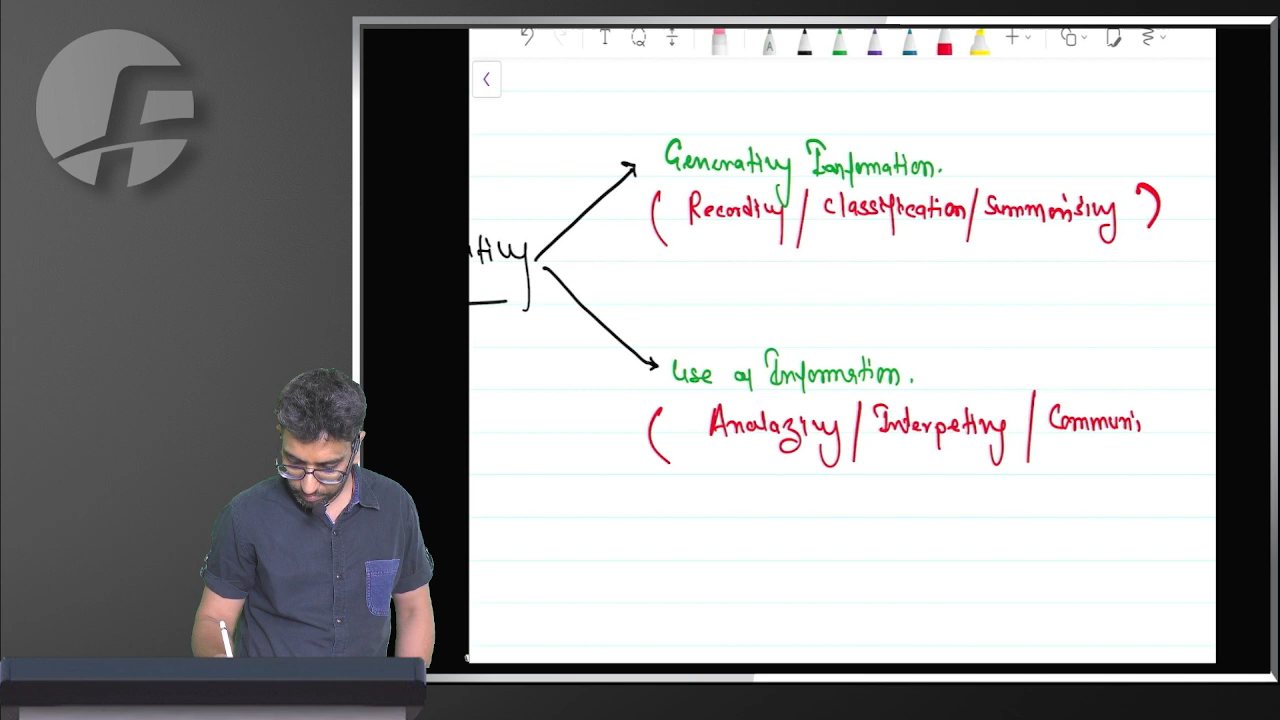 Generating Information.
( Recording / classification / Summarising )
Use of Information.
( Analazing / Interpeting / Communi